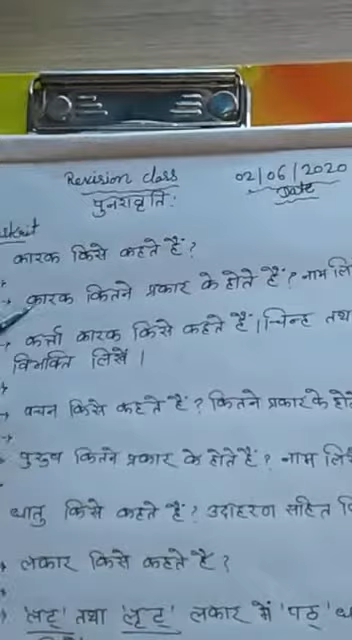 Revision class 02/06/2020
पुनरावृतिः Date
कारक किसे कहते हैं?
कारक कितने प्रकार के होते हैं? नाम
कर्त्ता कारक किसे कहते हैं। चिन्ह तथा
विभक्ति लिखें।
वचन किसे कहते हैं? कितने प्रकार के
पुरुष कितने प्रकार के होते हैं? नाम
धातु किसे कहते हैं? उदाहरण सहित
लकार किसे कहते हैं?
'लट्' तथा 'लृट्' लकार में 'पठ्'